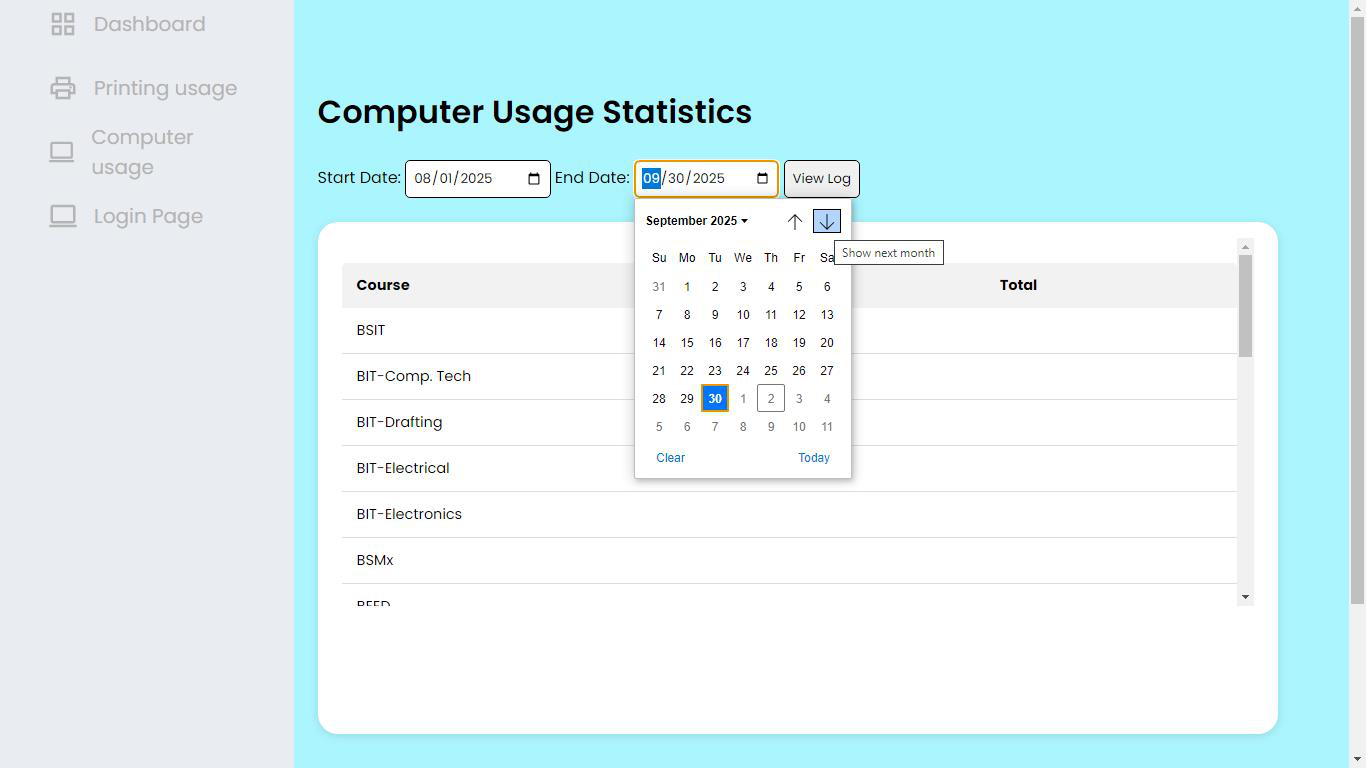 Dashboard
Printing usage
Computer
usage
Login Page
Computer Usage Statistics
Start Date: 08/01/2025 End Date: 09/30/2025 View Log
September 2025
Show next month
Su Mo Tu We Th Fr Sa
31 1 2 3 4 5 6
7 8 9 10 11 12 13
14 15 16 17 18 19 20
21 22 23 24 25 26 27
28 29 30 1 2 3 4
5 6 7 8 9 10 11
Clear Today
Course Total
BSIT
BIT-Comp. Tech
BIT-Drafting
BIT-Electrical
BIT-Electronics
BSMx